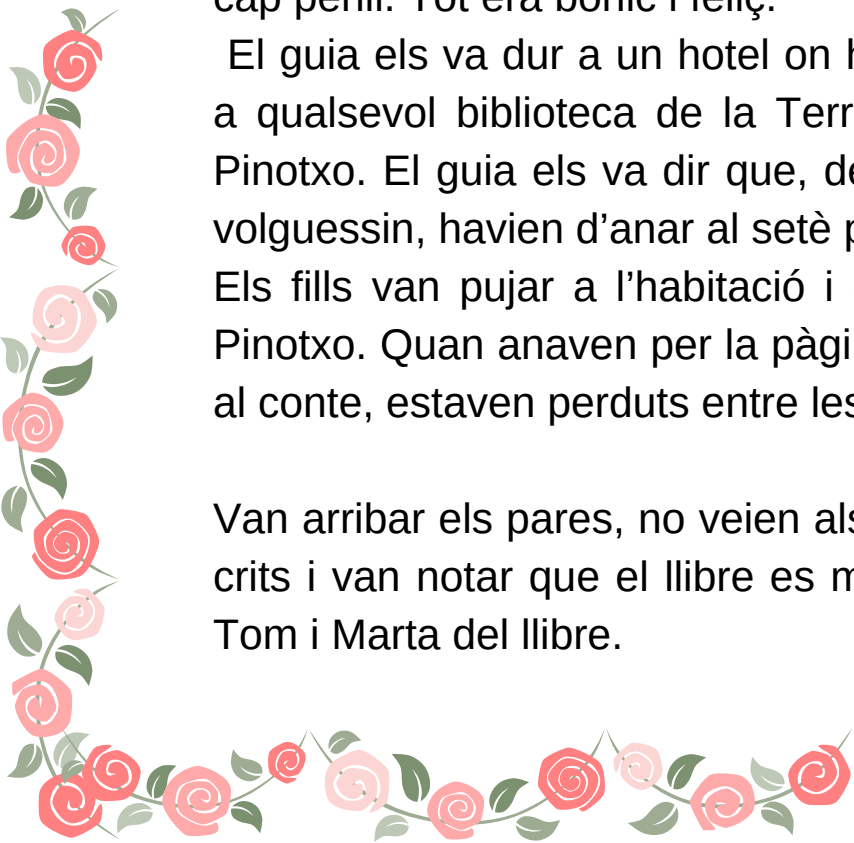 cap perill. Tot era bonic i feliç.
El guia els va dur a un hotel on
a qualsevol biblioteca de la Terr
Pinotxo. El guia els va dir que, de
volguessin, havien d’anar al setè p
Els fills van pujar a l’habitació i
Pinotxo. Quan anaven per la pàgi
al conte, estaven perduts entre les
Van arribar els pares, no veien als
crits i van notar que el llibre es m
Tom i Marta del llibre.